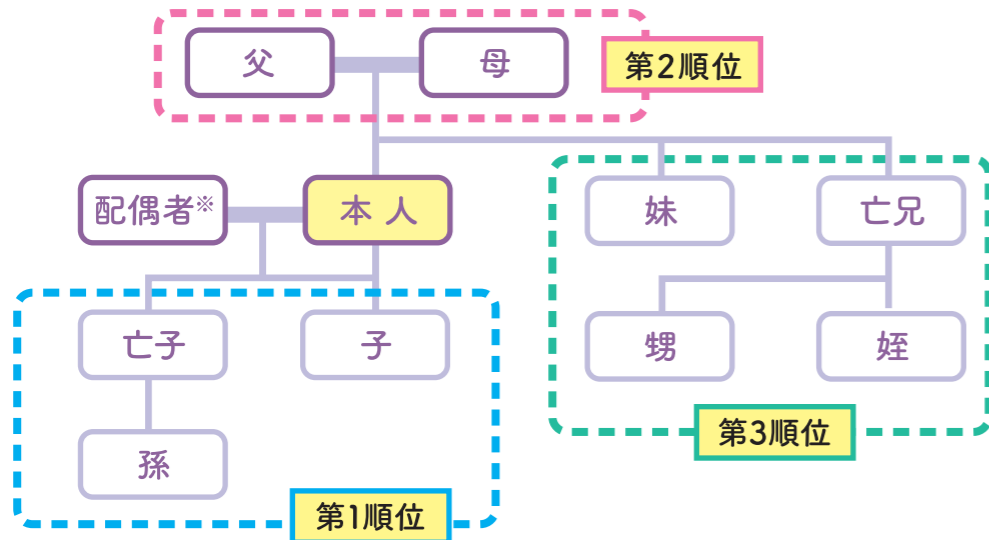 父
母
第2順位
配偶者※
本人
妹
亡兄
亡子
子
甥
姪
孫
第3順位
第1順位